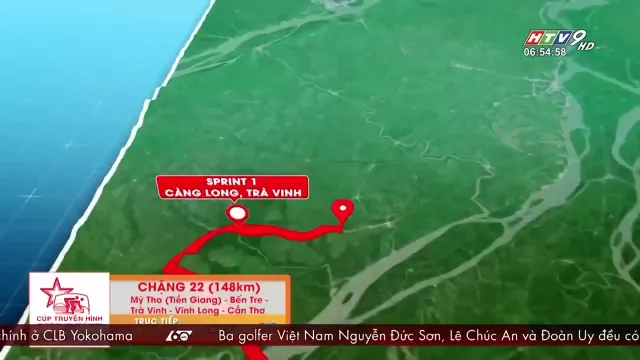 HTV9 HD
06:54:58
SPRINT 1
CÀNG LONG, TRÀ VINH
CHẶNG 22 (148km)
Mỹ Tho (Tiền Giang) - Bến Tre -
Trà Vinh - Vĩnh Long - Cần Thơ
TRỰC TIẾP:
CÚP TRUYỀN HÌNH
chính ở CLB Yokohama
60s
Ba golfer Việt Nam Nguyễn Đức Sơn, Lê Chúc An và Đoàn Uy đều có